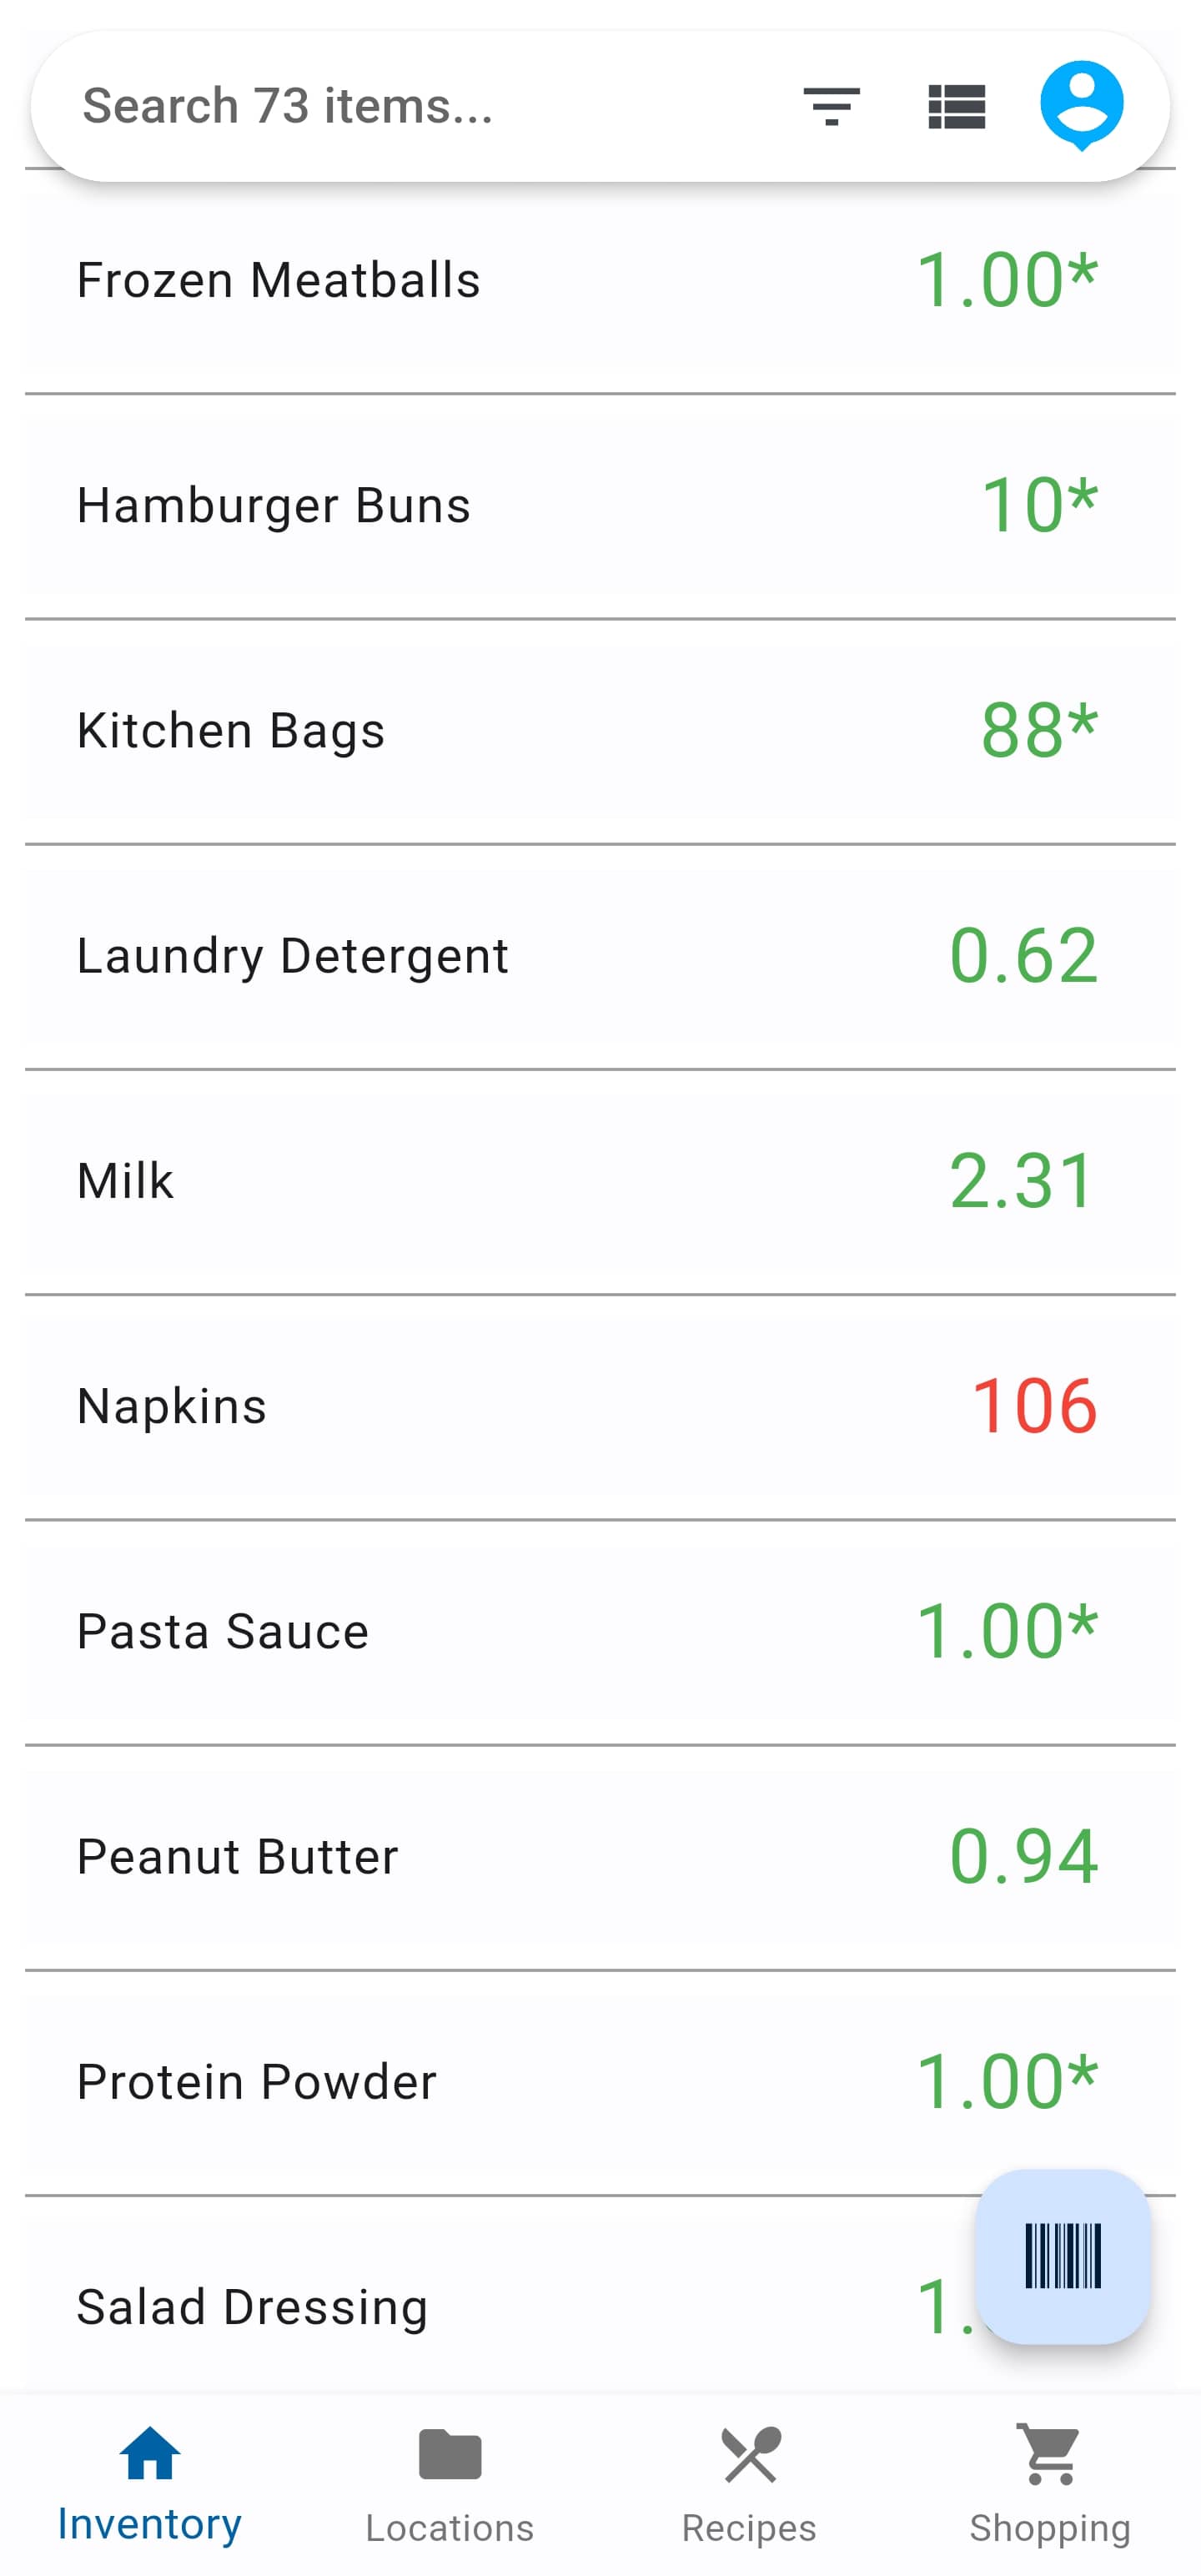 Search 73 items...
Frozen Meatballs 1.00*
Hamburger Buns 10*
Kitchen Bags 88*
Laundry Detergent 0.62
Milk 2.31
Napkins 106
Pasta Sauce 1.00*
Peanut Butter 0.94
Protein Powder 1.00*
Salad Dressing 1.
Inventory Locations Recipes Shopping